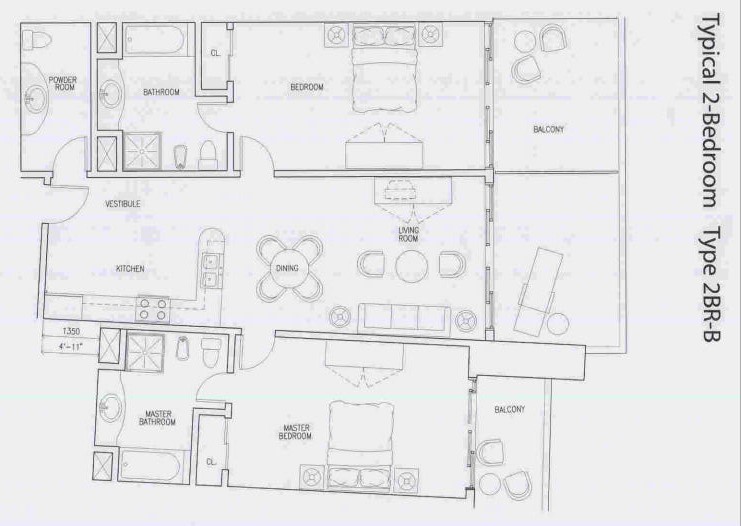 Typical 2-Bedroom Type 2BR-B
POWDER
ROOM
BATHROOM
CL.
BEDROOM
BALCONY
VESTIBULE
LIVING
ROOM
KITCHEN
DINING
1350
4'-11"
MASTER
BATHROOM
MASTER
BEDROOM
BALCONY
CL.